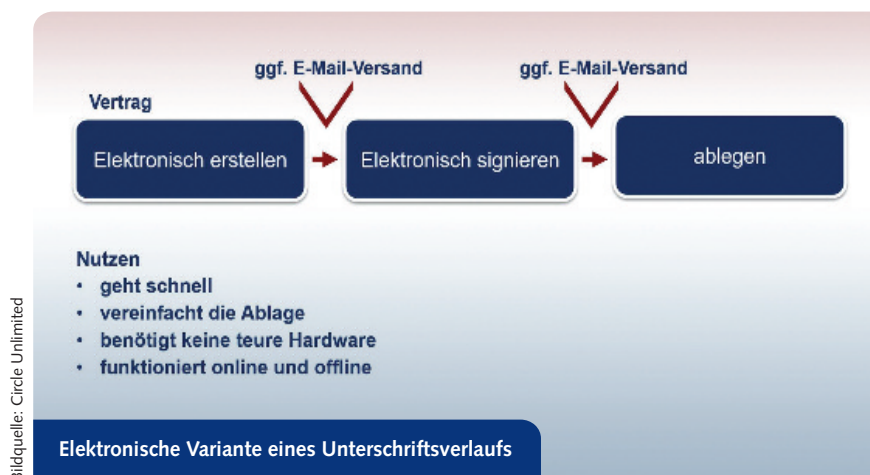 ggf. E-Mail-Versand ggf. E-Mail-Versand
Vertrag
Elektronisch erstellen Elektronisch signieren ablegen
Nutzen
• geht schnell
• vereinfacht die Ablage
• benötigt keine teure Hardware
• funktioniert online und offline
Elektronische Variante eines Unterschriftsverlaufs
Bildquelle: Circle Unlimited